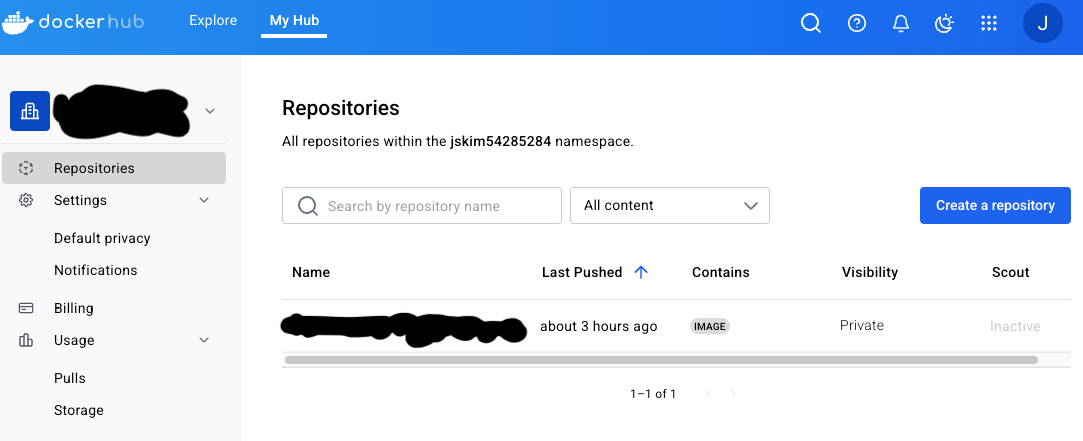 dockerhub
Explore
My Hub
J
Repositories
Settings
Default privacy
Notifications
Billing
Usage
Pulls
Storage
Repositories
All repositories within the jskim54285284 namespace.
Search by repository name
All content
Create a repository
Name Last Pushed Contains Visibility Scout
about 3 hours ago IMAGE Private Inactive
1–1 of 1